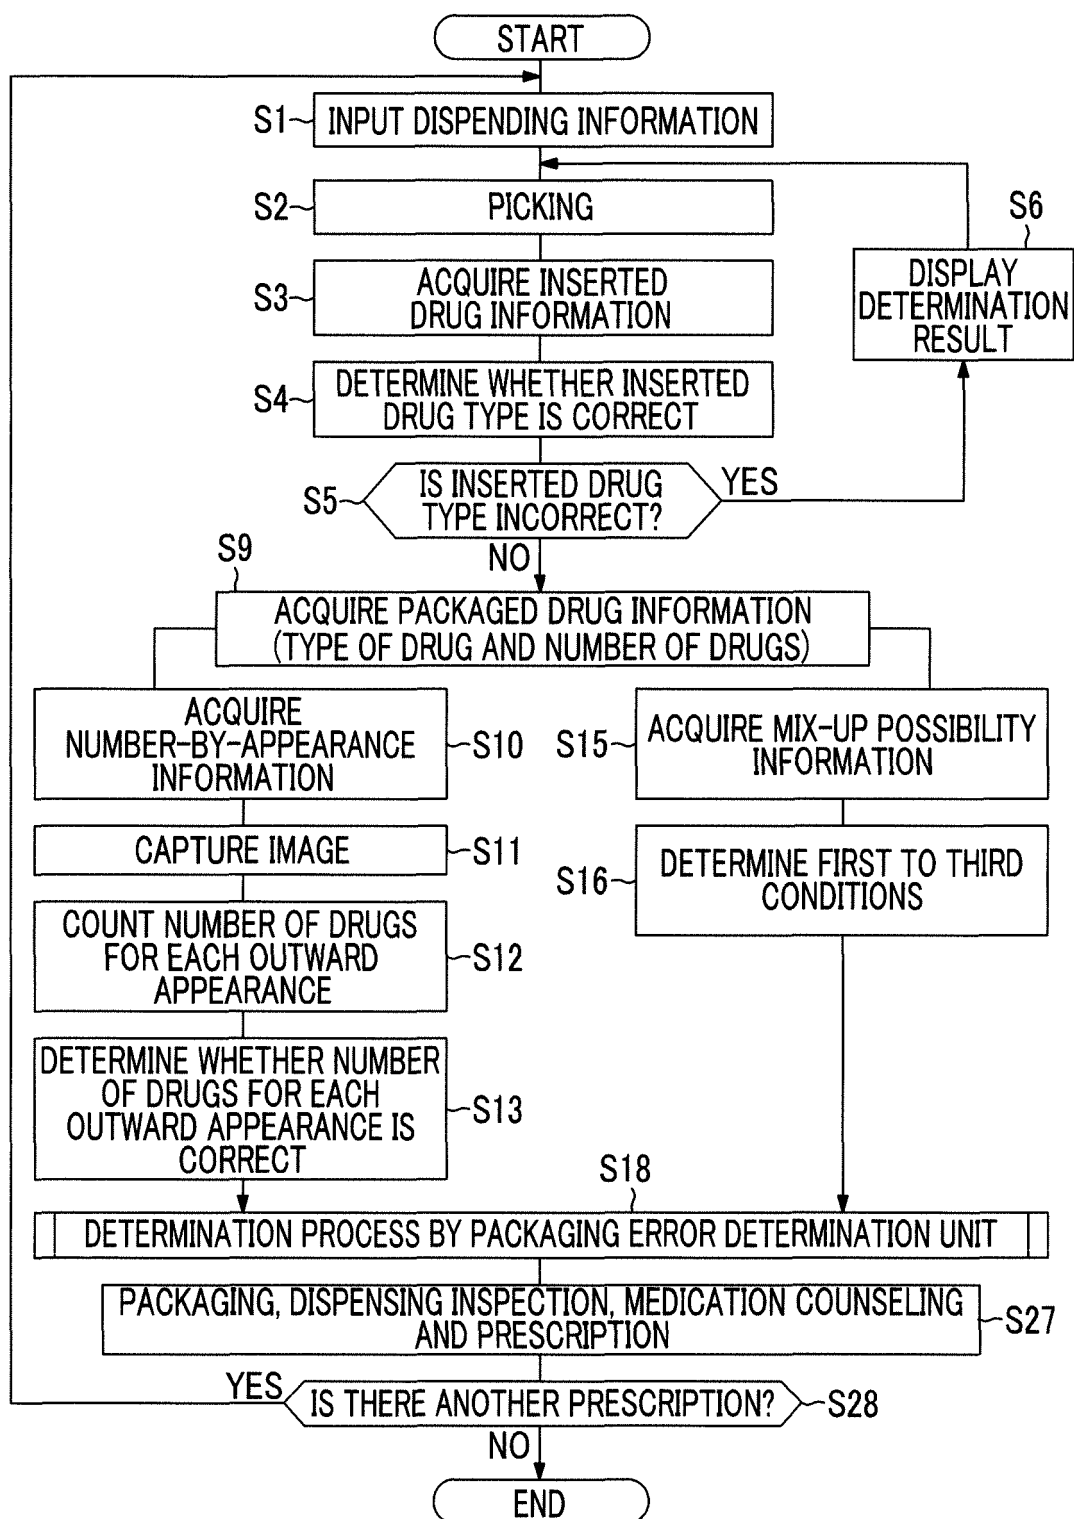 START
S1
INPUT DISPENDING INFORMATION
S2
PICKING
S6
DISPLAY
DETERMINATION
RESULT
S3
ACQUIRE INSERTED
DRUG INFORMATION
S4
DETERMINE WHETHER INSERTED
DRUG TYPE IS CORRECT
S5
IS INSERTED DRUG
TYPE INCORRECT?
YES
NO
S9
ACQUIRE PACKAGED DRUG INFORMATION
(TYPE OF DRUG AND NUMBER OF DRUGS)
ACQUIRE
NUMBER-BY-APPEARANCE
INFORMATION
S10
S15
ACQUIRE MIX-UP POSSIBILITY
INFORMATION
CAPTURE IMAGE
S11
S16
DETERMINE FIRST TO THIRD
CONDITIONS
COUNT NUMBER OF DRUGS
FOR EACH OUTWARD
APPEARANCE
S12
DETERMINE WHETHER NUMBER
OF DRUGS FOR EACH
OUTWARD APPEARANCE IS
CORRECT
S13
S18
DETERMINATION PROCESS BY PACKAGING ERROR DETERMINATION UNIT
PACKAGING, DISPENSING INSPECTION, MEDICATION COUNSELING
AND PRESCRIPTION
S27
YES
IS THERE ANOTHER PRESCRIPTION?
S28
NO
END